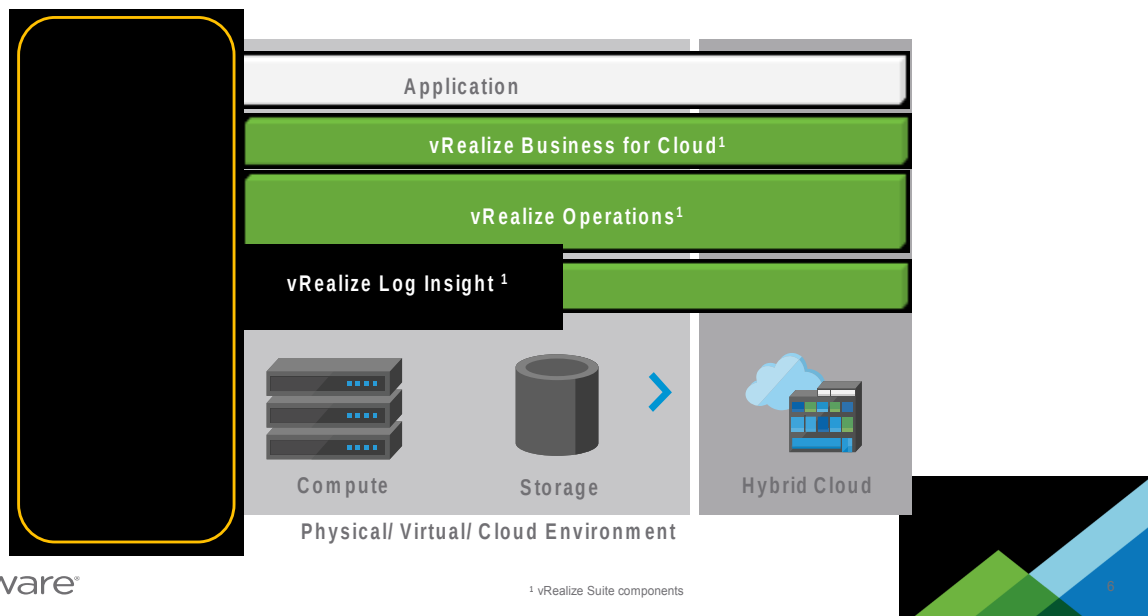 Application
vRealize Business for Cloud¹
vRealize Operations¹
vRealize Log Insight ¹
Compute
Storage
Hybrid Cloud
Physical/ Virtual/ Cloud Environment
ware®
¹ vRealize Suite components
6